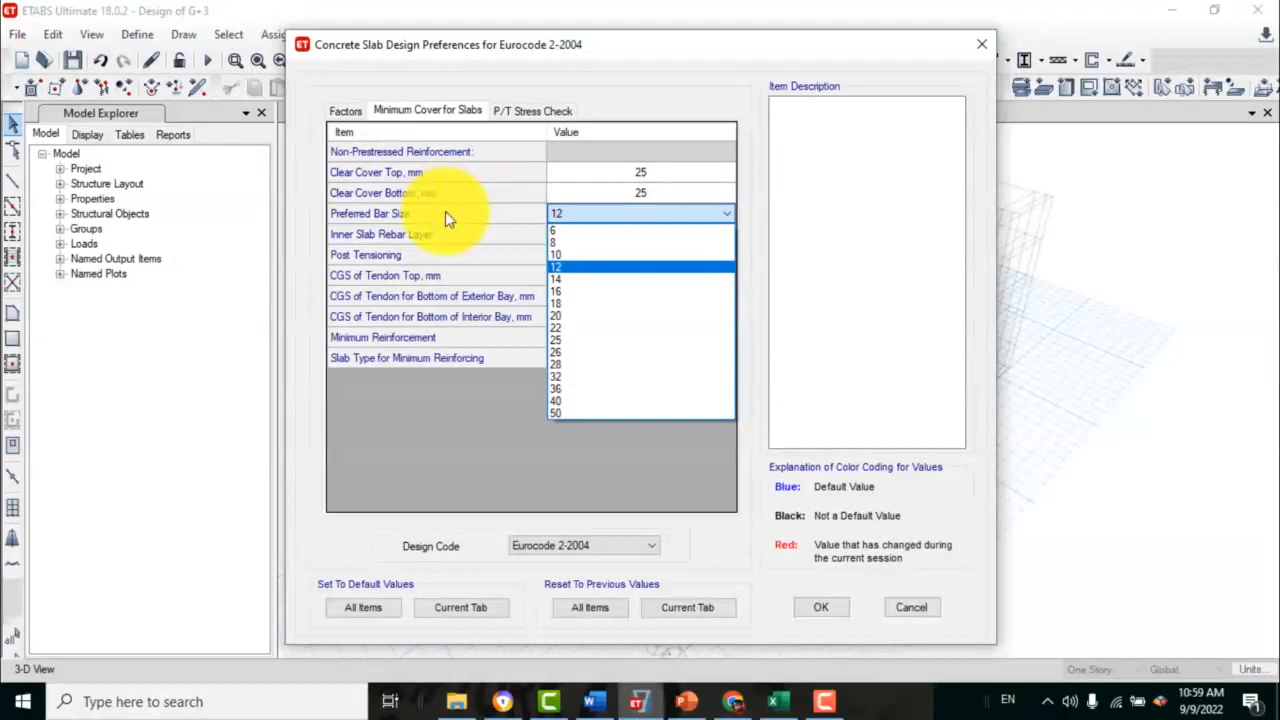 ETABS Ultimate 18.0.2 - Design of G+3
File Edit View Define Draw Select
Concrete Slab Design Preferences for Eurocode 2-2004
Model Explorer
Model Display Tables Reports
Model
Project
Structure Layout
Properties
Structural Objects
Groups
Loads
Named Output Items
Named Plots
Factors Minimum Cover for Slabs P/T Stress Check
Item Value
Non-Prestressed Reinforcement:
Clear Cover Top, mm 25
Clear Cover Bottom, mm 25
Preferred Bar Size 12
Inner Slab Rebar Layer
Post Tensioning
CGS of Tendon Top, mm
CGS of Tendon for Bottom of Exterior Bay, mm
CGS of Tendon for Bottom of Interior Bay, mm
Minimum Reinforcement
Slab Type for Minimum Reinforcing
6
8
10
12
14
16
18
20
22
25
26
28
32
36
40
50
Item Description
Explanation of Color Coding for Values
Blue: Default Value
Black: Not a Default Value
Red: Value that has changed during
the current session
Design Code Eurocode 2-2004
Set To Default Values
All Items Current Tab
Reset To Previous Values
All Items Current Tab
OK Cancel
3-D View
One Story Global Units...
Type here to search
EN
10:59 AM
9/9/2022